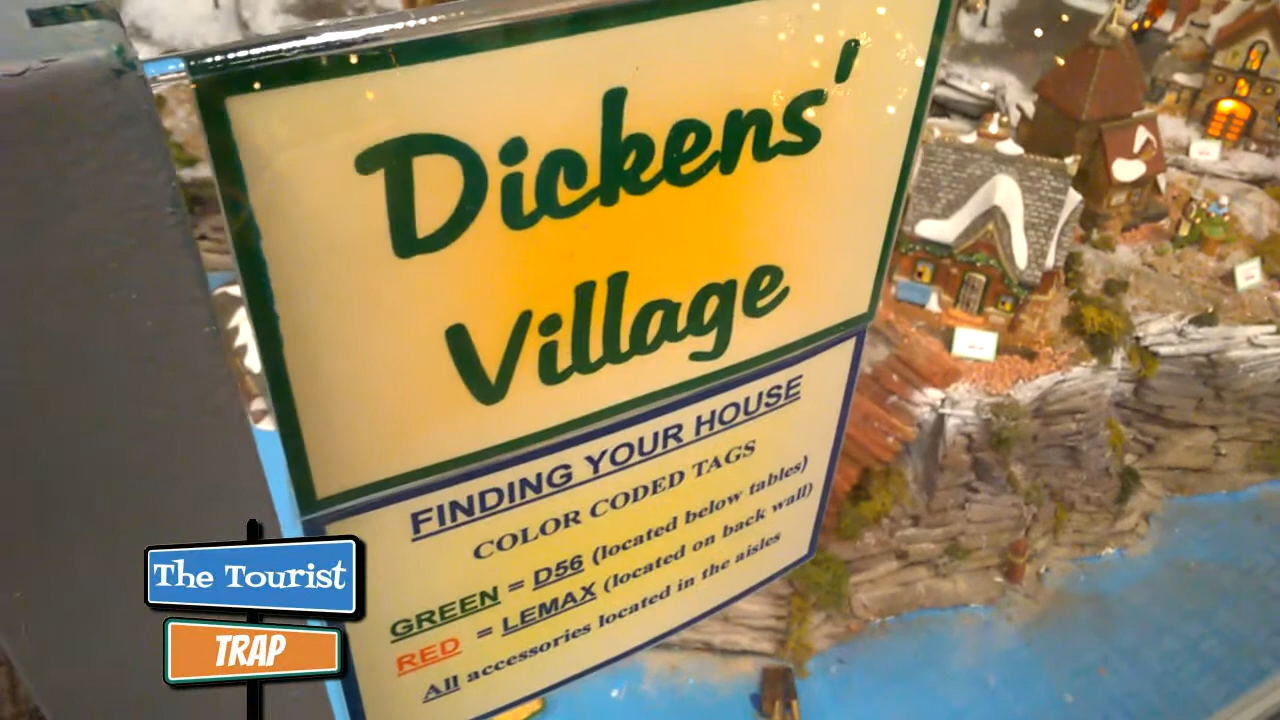 Dickens'
Village
FINDING YOUR HOUSE
COLOR CODED TAGS
GREEN = D56 (located below tables)
RED = LEMAX (located on back wall)
All accessories located in the aisles
The Tourist
TRAP